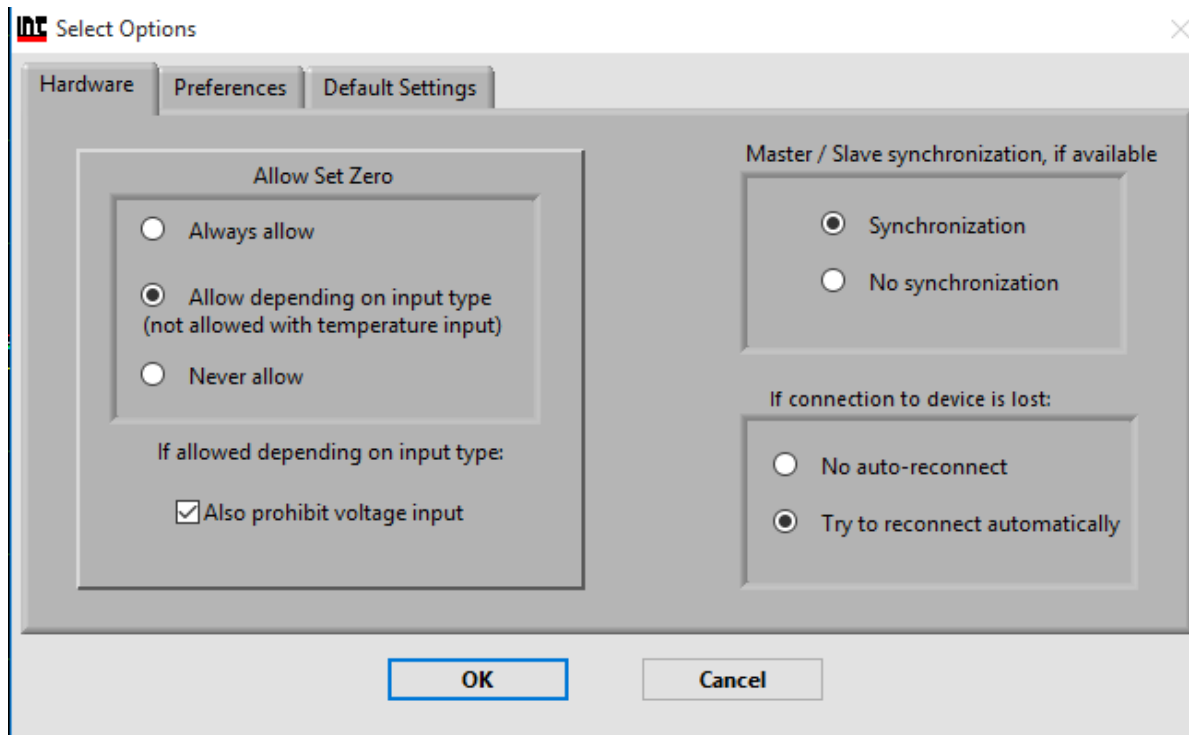 INT Select Options
Hardware
Preferences
Default Settings
Allow Set Zero
Always allow
Allow depending on input type
(not allowed with temperature input)
Never allow
If allowed depending on input type:
Also prohibit voltage input
Master / Slave synchronization, if available
Synchronization
No synchronization
If connection to device is lost:
No auto-reconnect
Try to reconnect automatically
OK
Cancel